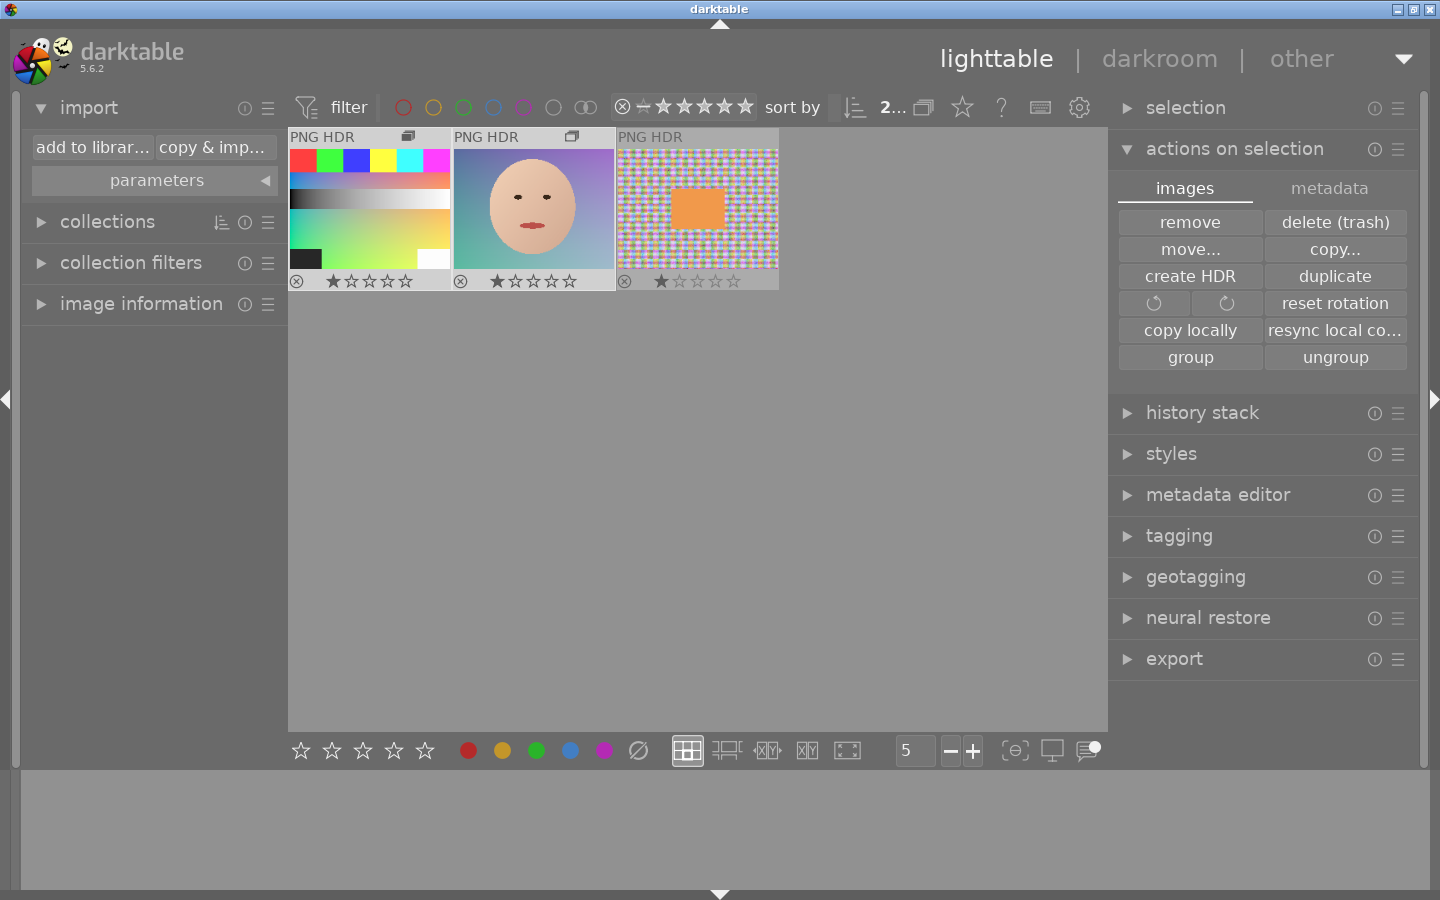 darktable
darktable
5.6.2
lighttable | darkroom | other
import
filter
sort by
2...
selection
add to librar...
copy & imp...
parameters
collections
collection filters
image information
PNG HDR
PNG HDR
PNG HDR
actions on selection
images
metadata
remove
delete (trash)
move...
copy...
create HDR
duplicate
reset rotation
copy locally
resync local co...
group
ungroup
history stack
styles
metadata editor
tagging
geotagging
neural restore
export
XY
XY
5